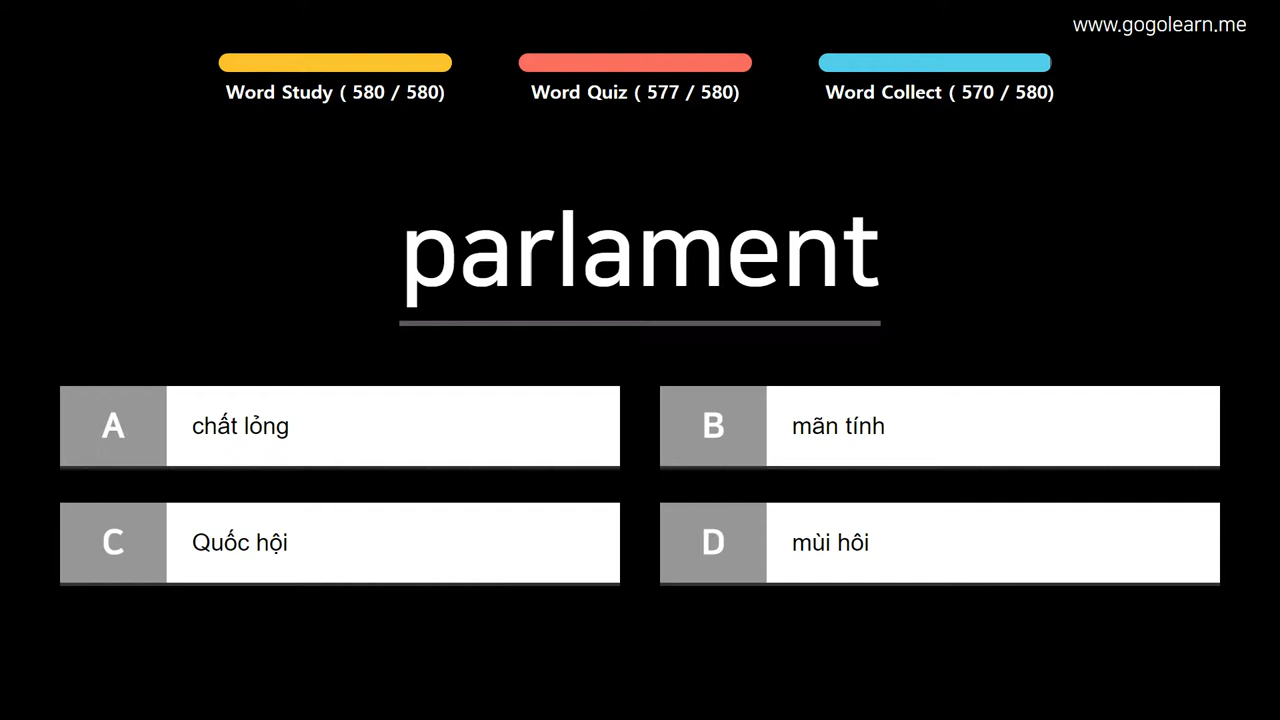 www.gogolearn.me
Word Study ( 580 / 580)
Word Quiz ( 577 / 580)
Word Collect ( 570 / 580)
parlament
A chất lỏng
B mãn tính
C Quốc hội
D mùi hôi